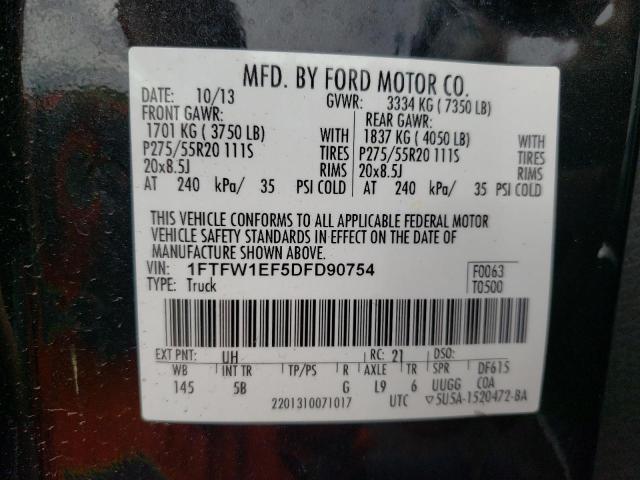 MFD. BY FORD MOTOR CO.
DATE: 10/13 GVWR: 3334 KG ( 7350 LB)
FRONT GAWR: REAR GAWR:
1701 KG ( 3750 LB) WITH 1837 KG ( 4050 LB) WITH
P275/55R20 111S TIRES P275/55R20 111S TIRES
20x8.5J RIMS 20x8.5J RIMS
AT 240 kPa/ 35 PSI COLD AT 240 kPa/ 35 PSI COLD
THIS VEHICLE CONFORMS TO ALL APPLICABLE FEDERAL MOTOR
VEHICLE SAFETY STANDARDS IN EFFECT ON THE DATE OF
MANUFACTURE SHOWN ABOVE.
VIN: 1FTFW1EF5DFD90754 F0063
TYPE: Truck T0500
EXT PNT: UH RC: 21 DSO:
WB INT TR TP/PS R AXLE TR SPR DF615
145 5B G L9 6 UUGG COA
2201310071017 UTC ▽5U5A-1520472-BA